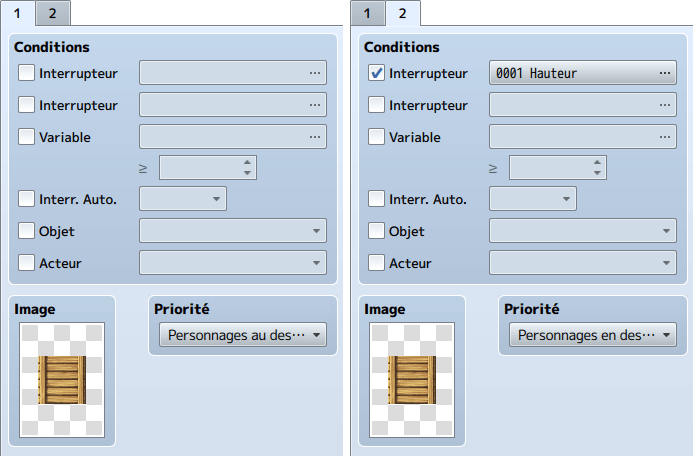 1 2
Conditions
Interrupteur ...
Interrupteur ...
Variable ...
≥
Interr. Auto.
Objet
Acteur
Image
Priorité
Personnages au des...
1 2
Conditions
Interrupteur 0001 Hauteur ...
Interrupteur ...
Variable ...
≥
Interr. Auto.
Objet
Acteur
Image
Priorité
Personnages en des...